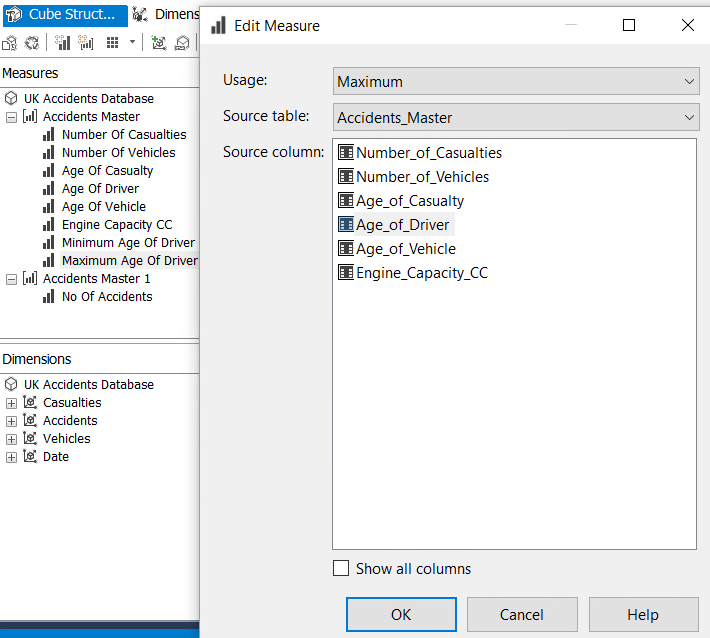 Cube Struct...
Dimens
Measures
UK Accidents Database
Accidents Master
Number Of Casualties
Number Of Vehicles
Age Of Casualty
Age Of Driver
Age Of Vehicle
Engine Capacity CC
Minimum Age Of Driver
Maximum Age Of Driver
Accidents Master 1
No Of Accidents
Dimensions
UK Accidents Database
Casualties
Accidents
Vehicles
Date
Edit Measure
Usage:
Maximum
Source table:
Accidents_Master
Source column:
Number_of_Casualties
Number_of_Vehicles
Age_of_Casualty
Age_of_Driver
Age_of_Vehicle
Engine_Capacity_CC
Show all columns
OK
Cancel
Help